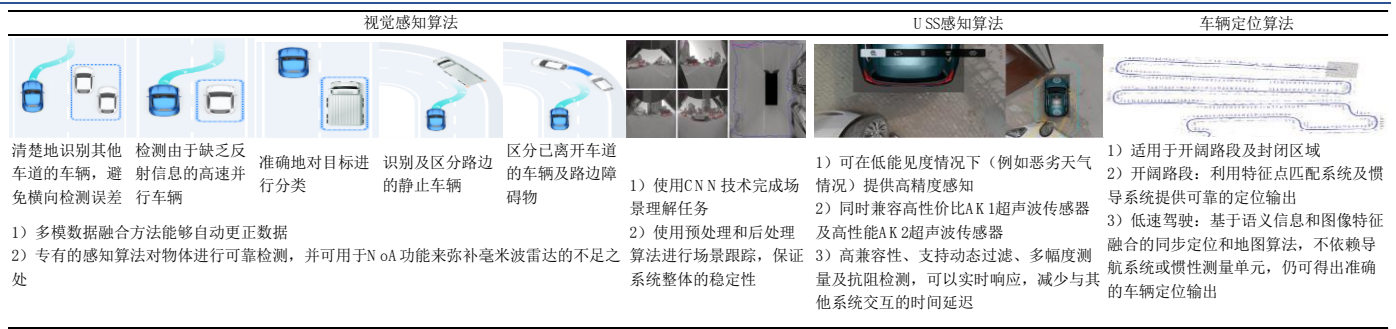 视觉感知算法
USS感知算法
车辆定位算法
清楚地识别其他
车道的车辆，避
免横向检测误差
检测由于缺乏反
射信息的高速并
行车辆
准确地对目标进
行分类
识别及区分路边
的静止车辆
区分已离开车道
的车辆及路边障
碍物
1）多模数据融合方法能够自动更正数据
2）专有的感知算法对物体进行可靠检测，并可用于NoA功能来弥补毫米波雷达的不足之
处
1）使用CNN技术完成场
景理解任务
2）使用预处理和后处理
算法进行场景跟踪，保证
系统整体的稳定性
1）可在低能见度情况下（例如恶劣天气
情况）提供高精度感知
2）同时兼容高性价比AK1超声波传感器
及高性能AK2超声波传感器
3）高兼容性、支持动态过滤、多幅度测
量及抗阻检测，可以实时响应，减少与其
他系统交互的时间延迟
1）适用于开阔路段及封闭区域
2）开阔路段：利用特征点匹配系统及惯
导系统提供可靠的定位输出
3）低速驾驶：基于语义信息和图像特征
融合的同步定位和地图算法，不依赖导
航系统或惯性测量单元，仍可得出准确
的车辆定位输出